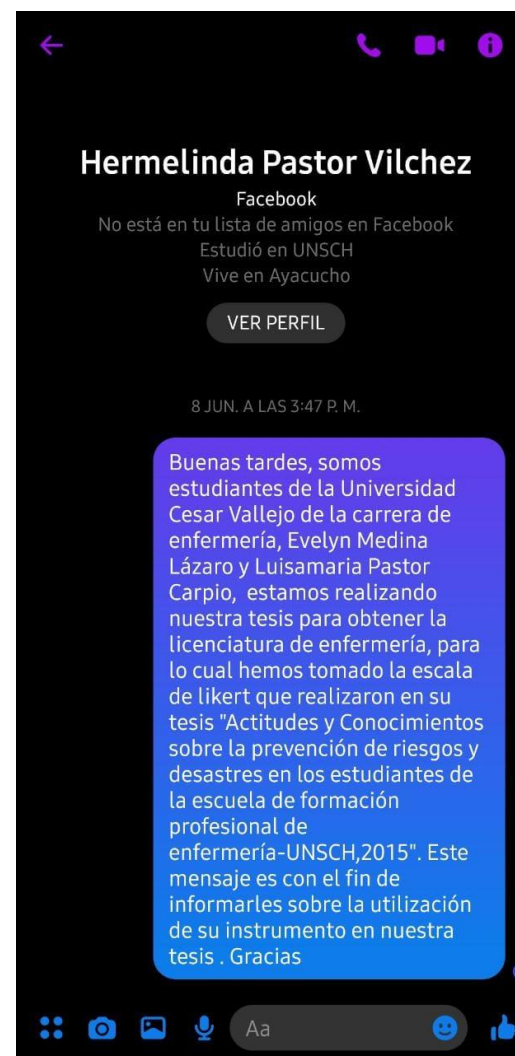 Hermelinda Pastor Vilchez
Facebook
No está en tu lista de amigos en Facebook
Estudió en UNSCH
Vive en Ayacucho
VER PERFIL
8 JUN. A LAS 3:47 P. M.
Buenas tardes, somos
estudiantes de la Universidad
Cesar Vallejo de la carrera de
enfermería, Evelyn Medina
Lázaro y Luisamaria Pastor
Carpio,  estamos realizando
nuestra tesis para obtener la
licenciatura de enfermería, para
lo cual hemos tomado la escala
de likert que realizaron en su
tesis "Actitudes y Conocimientos
sobre la prevención de riesgos y
desastres en los estudiantes de
la escuela de formación
profesional de
enfermería-UNSCH,2015". Este
mensaje es con el fin de
informarles sobre la utilización
de su instrumento en nuestra
tesis . Gracias
Aa